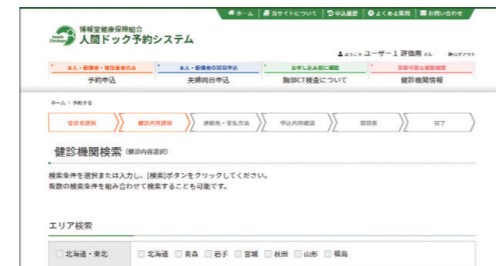 ホーム 当サイトについて 申込履歴 よくある質問 お問い合わせ
博報堂健康保険組合
人間ドック予約システム
ようこそ ユーザー1 評価用 さん ログアウト
本人・配偶者・被扶養者のみ 本人・配偶者の同日申込 お申し込み前に確認 受診可能な健診機関
予約申込 夫婦同日申込 胸部CT検査について 健診機関情報
ホーム > 予約する
受診者選択 健診内容選択 連絡先・支払方法 申込内容確認 質問票 完了
健診機関検索 (健診内容選択)
検索条件を選択または入力し、[検索]ボタンをクリックしてください。
複数の検索条件を組み合わせて検索することも可能です。
エリア検索
北海道・東北 北海道 青森 岩手 宮城 秋田 山形 福島